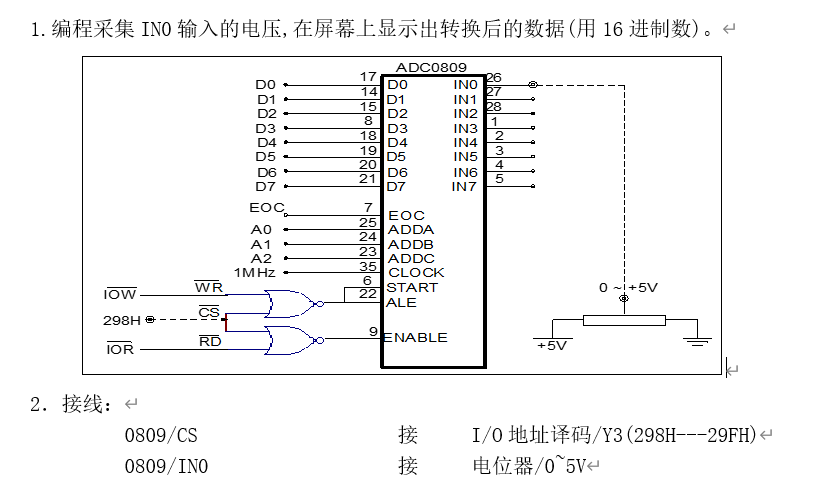 1.编程采集 IN0 输入的电压,在屏幕上显示出转换后的数据(用 16 进制数)。
ADC0809
D0 17 D0 IN0 26
D1 14 D1 IN1 27
D2 15 D2 IN2 28
D3 8 D3 IN3 1
D4 18 D4 IN4 2
D5 19 D5 IN5 3
D6 20 D6 IN6 4
D7 21 D7 IN7 5
EOC 7 EOC
A0 25 ADDA
A1 24 ADDB
A2 23 ADDC
1MHz 35 CLOCK
6 START
IOW WR 22 ALE
0 ~ +5V
298H CS
IOR RD 9 ENABLE
+5V
2. 接线:
0809/CS 接 I/O 地址译码/Y3(298H---29FH)
0809/IN0 接 电位器/0~5V